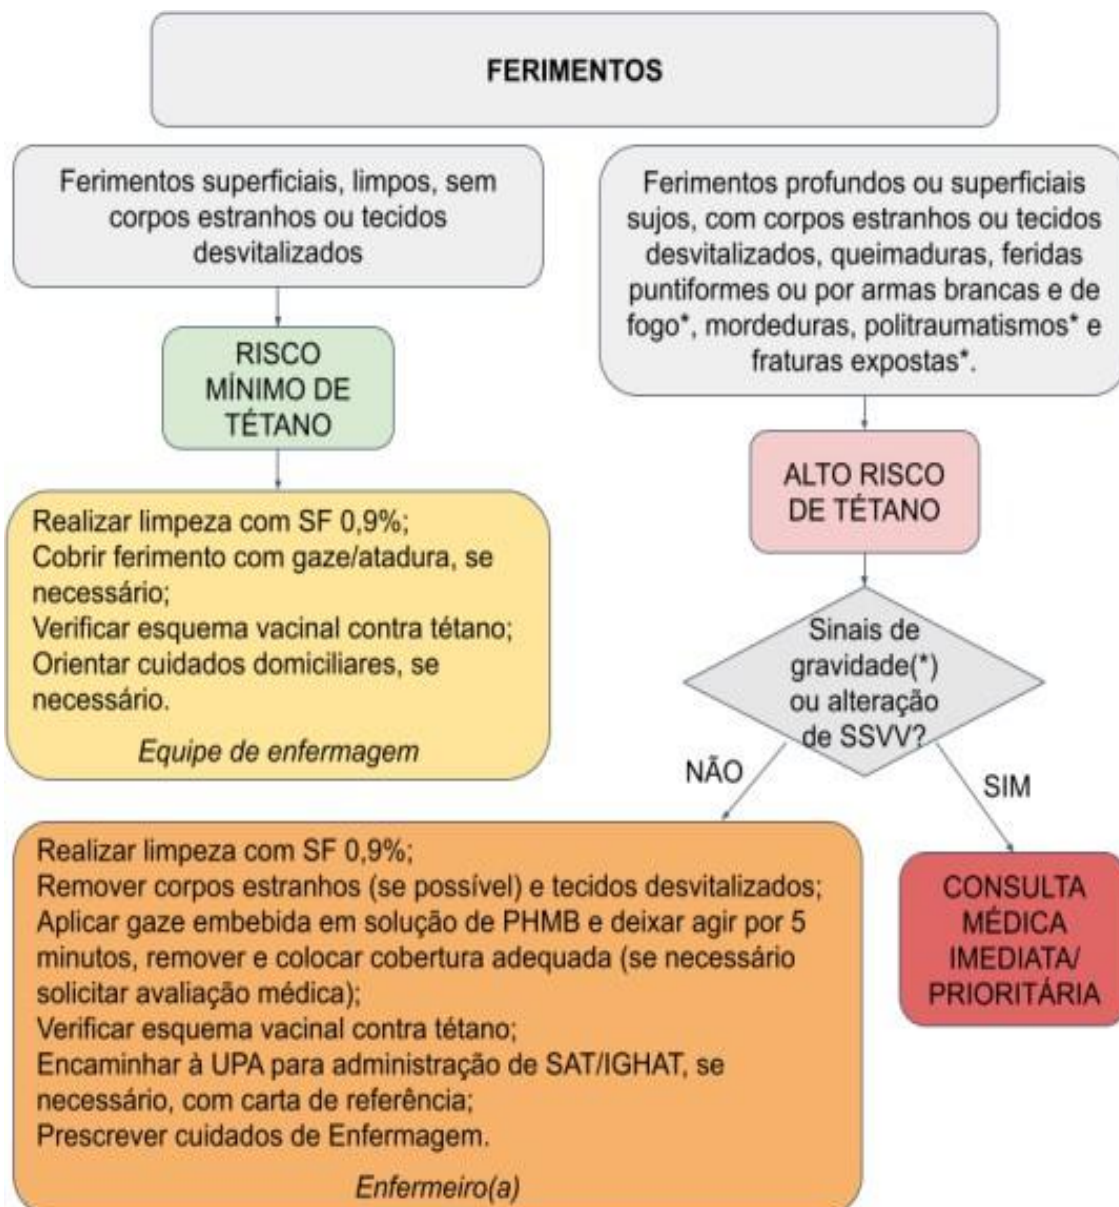 FERIMENTOS
Ferimentos superficiais, limpos, sem
corpos estranhos ou tecidos
desvitalizados
RISCO
MÍNIMO DE
TÉTANO
Realizar limpeza com SF 0,9%;
Cobrir ferimento com gaze/atadura, se
necessário;
Verificar esquema vacinal contra tétano;
Orientar cuidados domiciliares, se
necessário.
Equipe de enfermagem
Ferimentos profundos ou superficiais
sujos, com corpos estranhos ou tecidos
desvitalizados, queimaduras, feridas
puntiformes ou por armas brancas e de
fogo*, mordeduras, politraumatismos* e
fraturas expostas*.
ALTO RISCO
DE TÉTANO
Sinais de
gravidade(*)
ou alteração
de SSVV?
NÃO
SIM
Realizar limpeza com SF 0,9%;
Remover corpos estranhos (se possível) e tecidos desvitalizados;
Aplicar gaze embebida em solução de PHMB e deixar agir por 5
minutos, remover e colocar cobertura adequada (se necessário
solicitar avaliação médica);
Verificar esquema vacinal contra tétano;
Encaminhar à UPA para administração de SAT/IGHAT, se
necessário, com carta de referência;
Prescrever cuidados de Enfermagem.
Enfermeiro(a)
CONSULTA
MÉDICA
IMEDIATA/
PRIORITÁRIA